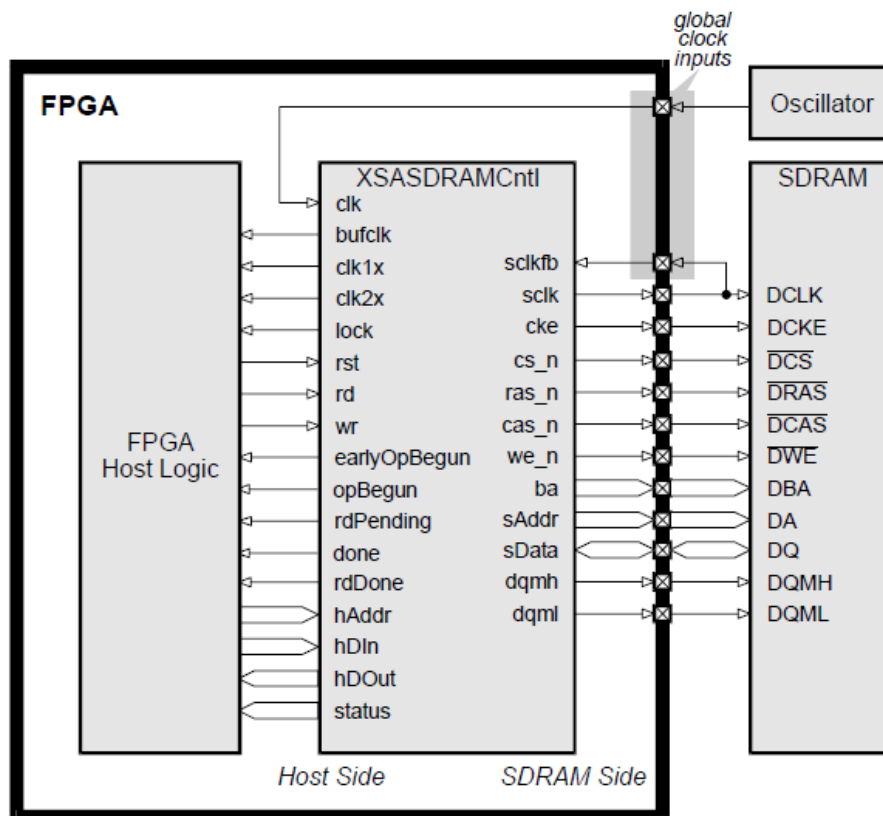 global
clock
inputs
FPGA
Oscillator
XSASDRAMCntl
SDRAM
clk
bufclk
clk1x
sclkfb
clk2x
sclk
DCLK
lock
cke
DCKE
rst
cs_n
DCS
rd
ras_n
DRAS
wr
cas_n
DCAS
FPGA
Host Logic
earlyOpBegun
we_n
DWE
opBegun
ba
DBA
rdPending
sAddr
DA
done
sData
DQ
rdDone
dqmh
DQMH
hAddr
dqml
DQML
hDIn
hDOut
status
Host Side
SDRAM Side